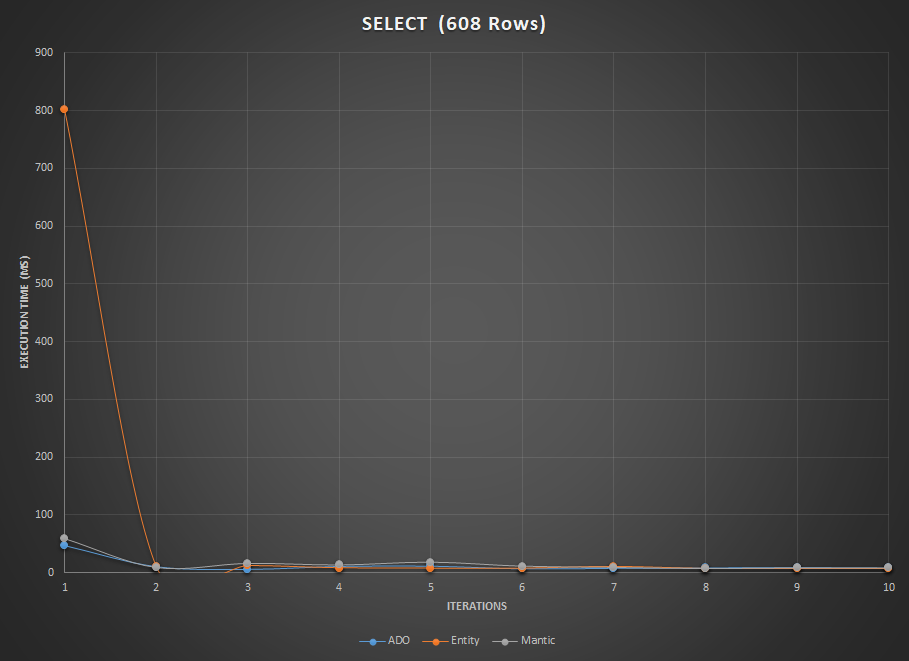 SELECT (608 Rows)
900
800
700
600
500
400
300
200
100
0
EXECUTION TIME (MS)
1 2 3 4 5 6 7 8 9 10
ITERATIONS
ADO Entity Mantic